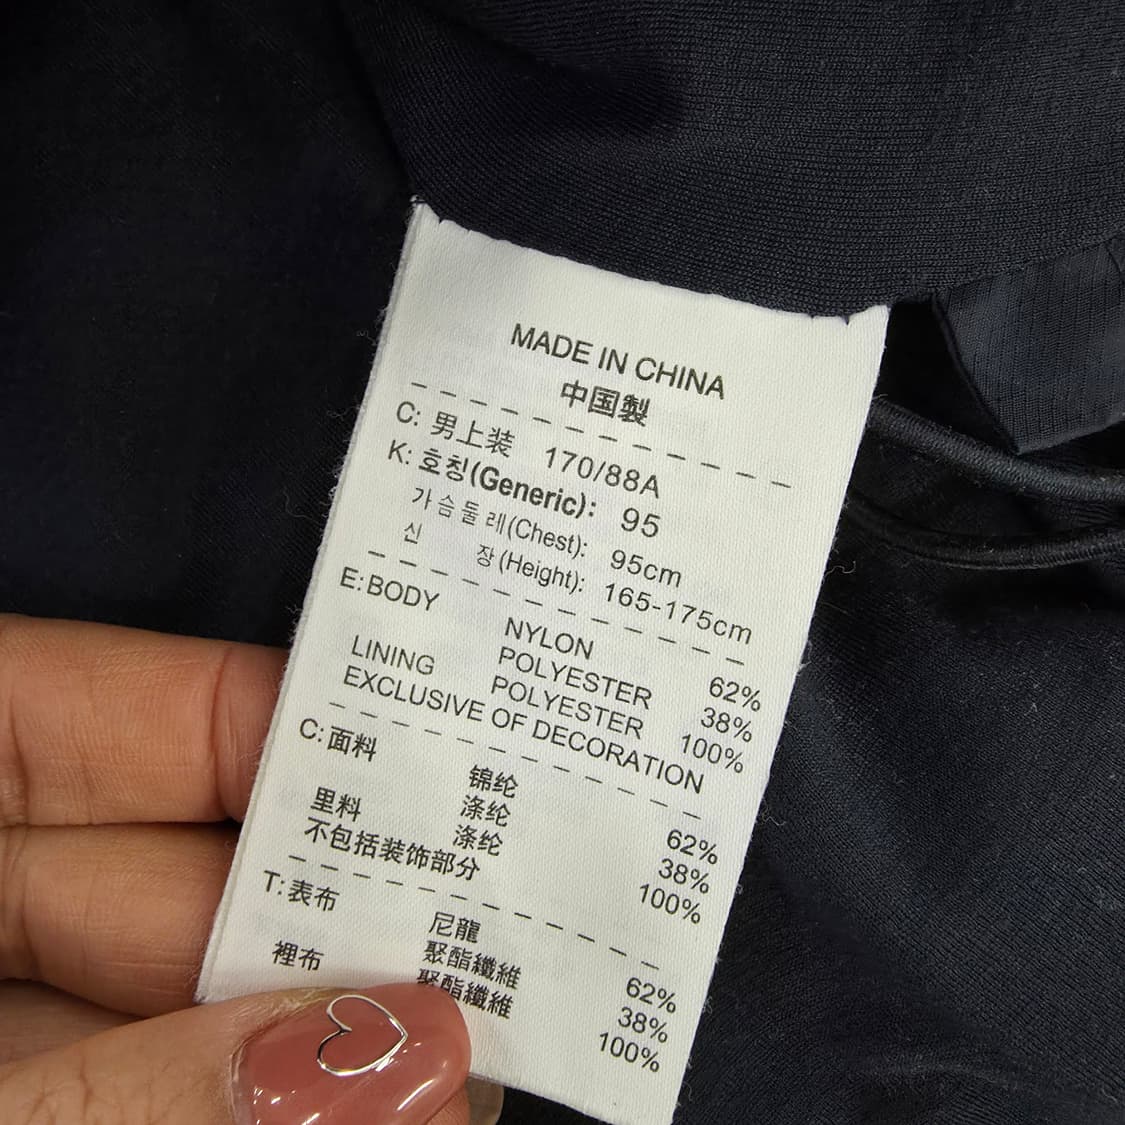 MADE IN CHINA
中国製
C: 男上装 170/88A
K: 호칭(Generic): 95
가슴둘레(Chest): 95cm
신 장(Height): 165-175cm
E: BODY NYLON 62%
POLYESTER 38%
LINING POLYESTER 100%
EXCLUSIVE OF DECORATION
C: 面料 锦纶 62%
涤纶 38%
里料 涤纶 100%
不包括装饰部分
T: 表布 尼龍 62%
聚酯纖維 38%
裡布 聚酯纖維 100%